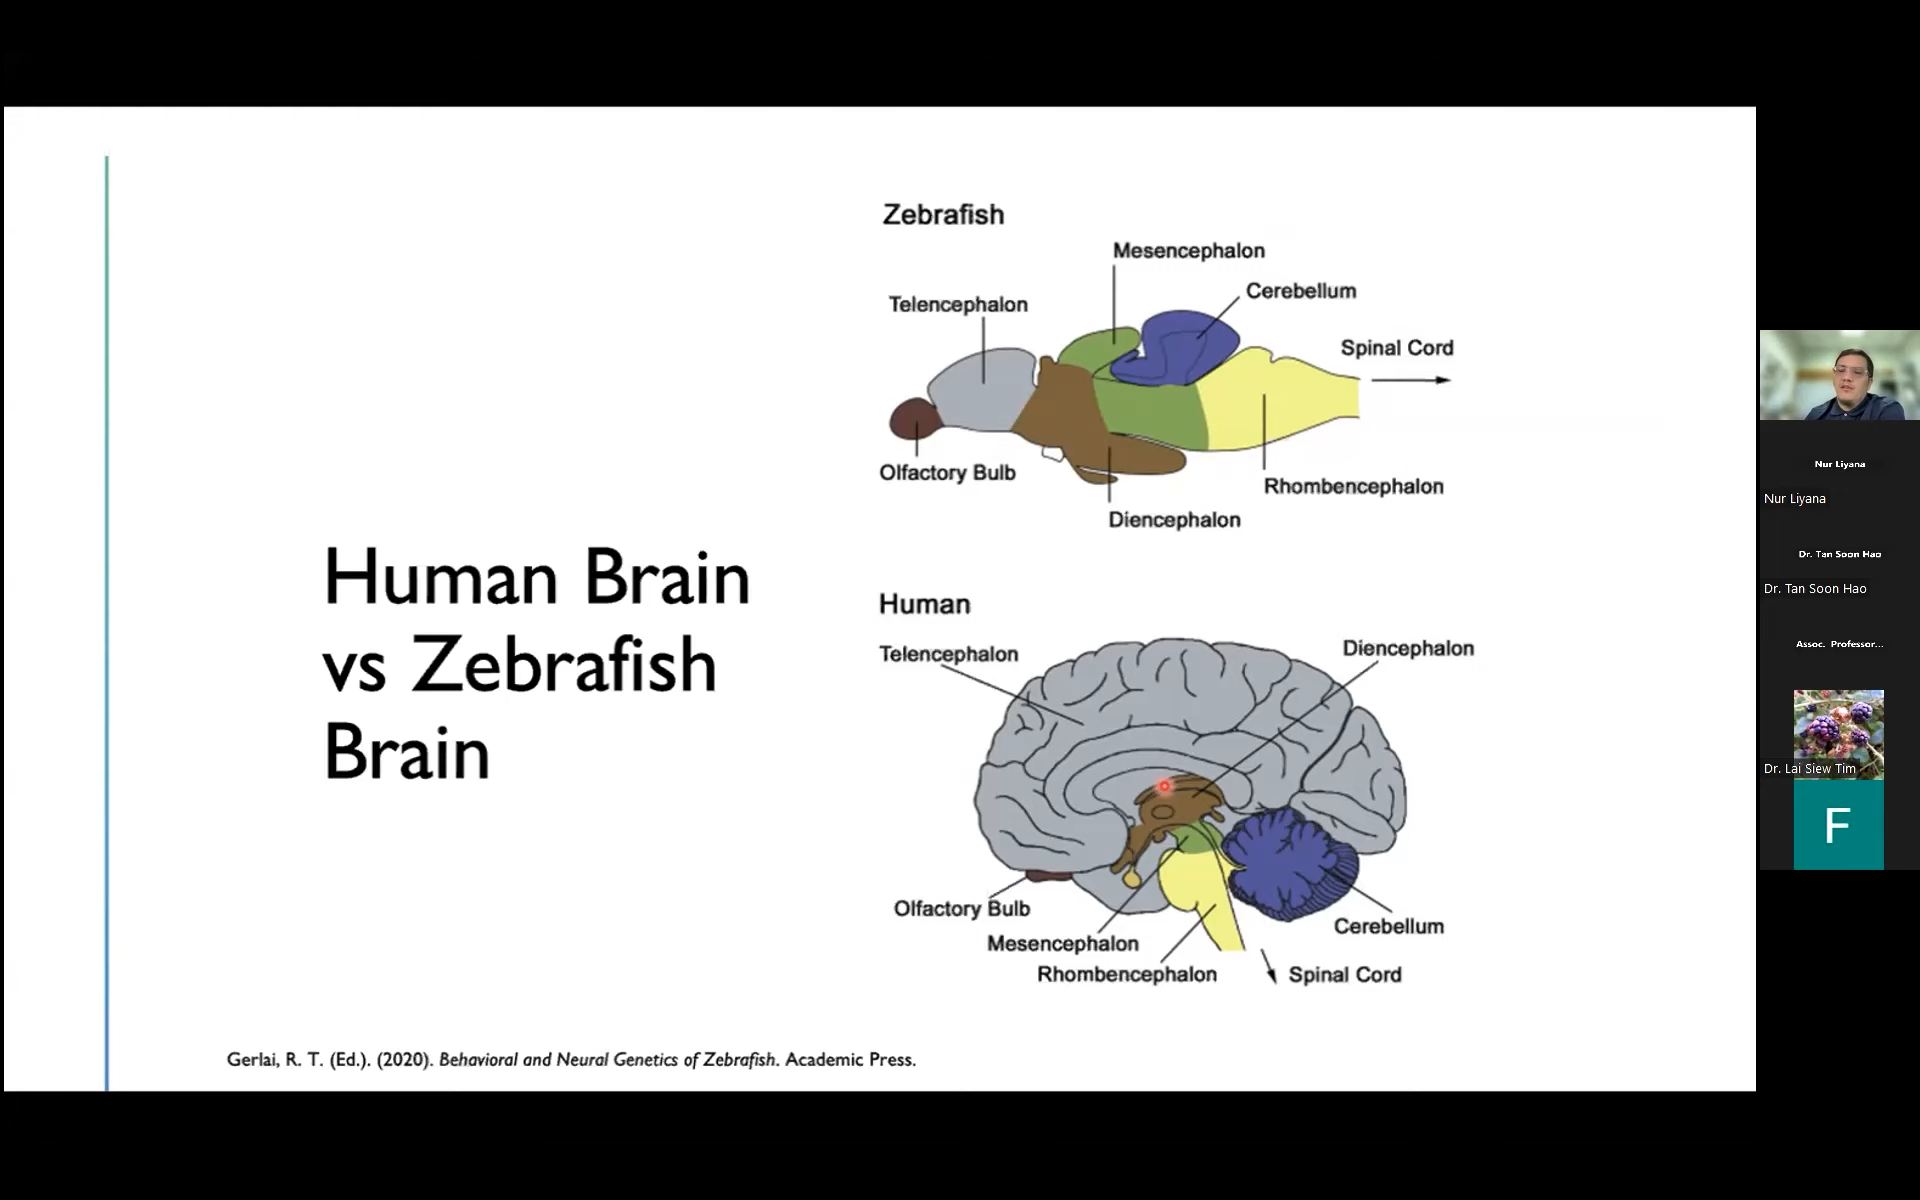 Human Brain
vs Zebrafish
Brain
Zebrafish
Mesencephalon
Cerebellum
Telencephalon
Spinal Cord
Olfactory Bulb
Rhombencephalon
Diencephalon
Human
Telencephalon
Diencephalon
Olfactory Bulb
Cerebellum
Mesencephalon
Rhombencephalon
Spinal Cord
Gerlai, R. T. (Ed.). (2020). Behavioral and Neural Genetics of Zebrafish. Academic Press.
Nur Liyana
Nur Liyana
Dr. Tan Soon Hao
Dr. Tan Soon Hao
Assoc. Professor...
Dr. Lai Siew Tim
F